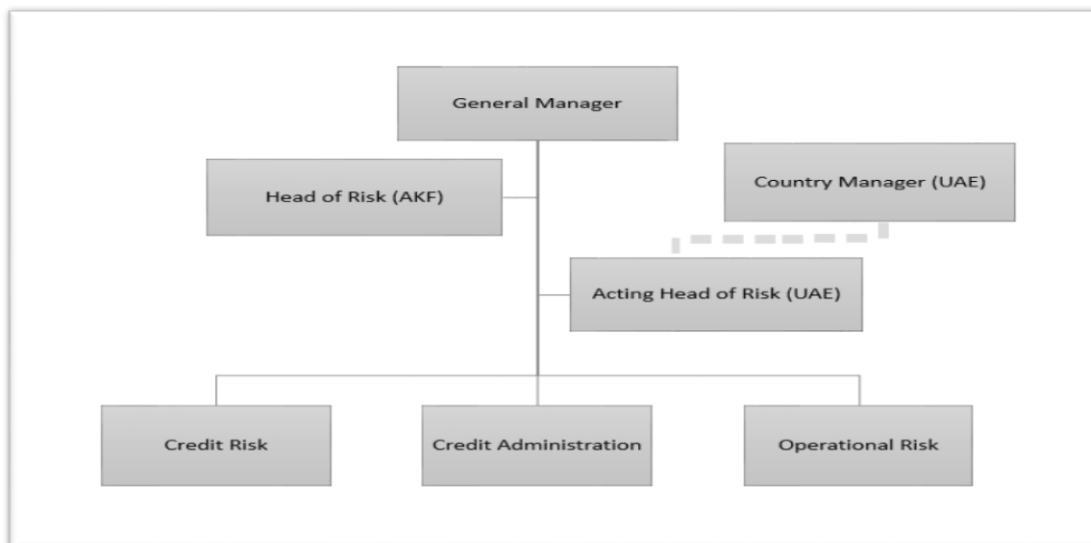 General Manager
Head of Risk (AKF)
Country Manager (UAE)
Acting Head of Risk (UAE)
Credit Risk
Credit Administration
Operational Risk